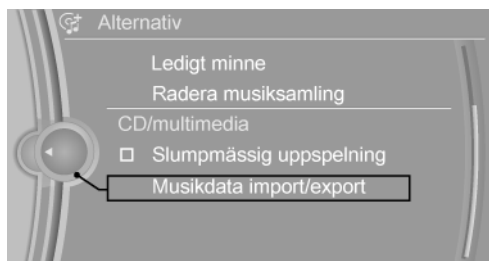 Alternativ
Ledigt minne
Radera musiksamling
CD/multimedia
Slumpmässig uppspelning
Musikdata import/export